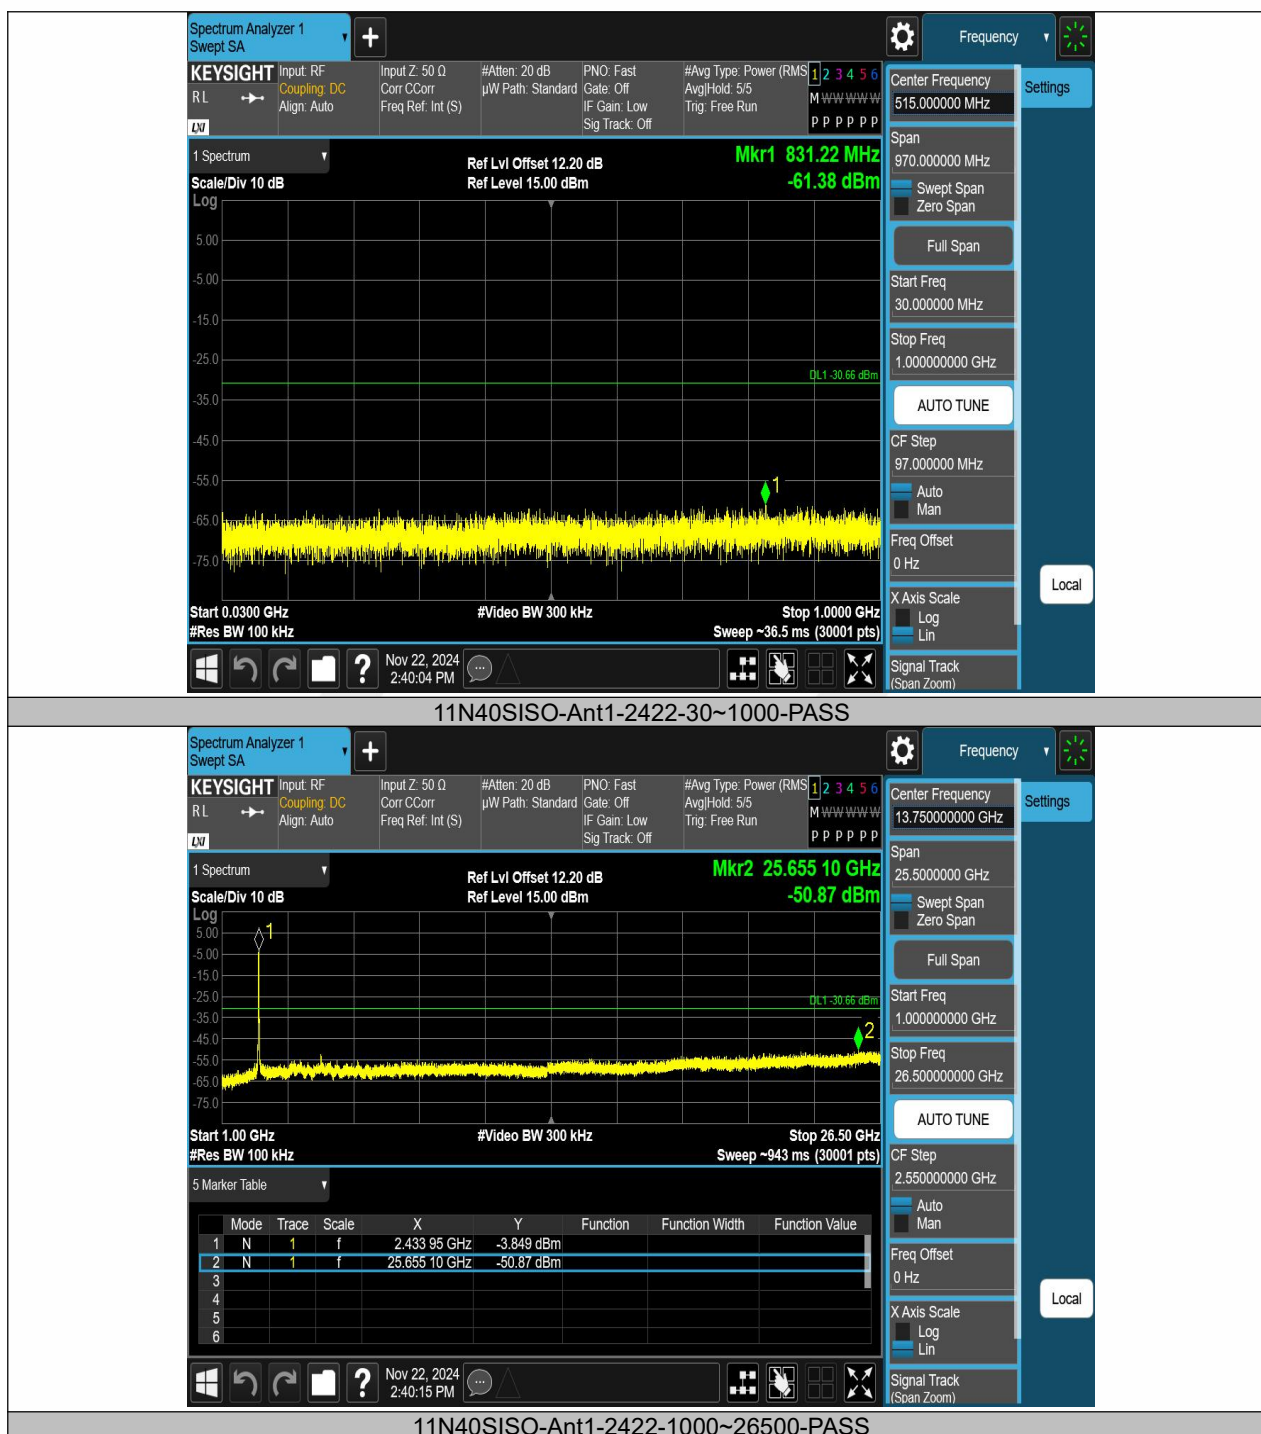 Spectrum Analyzer 1
Swept SA
Frequency
KEYSIGHT
RL
LXI
Input: RF
Coupling: DC
Align: Auto
Input Z: 50 Ω
Corr CCorr
Freq Ref: Int (S)
#Atten: 20 dB
µW Path: Standard
PNO: Fast
Gate: Off
IF Gain: Low
Sig Track: Off
#Avg Type: Power (RMS
Avg|Hold: 5/5
Trig: Free Run
1 2 3 4 5 6
M W W W W W
P P P P P P
1 Spectrum
Scale/Div 10 dB
Log
Ref Lvl Offset 12.20 dB
Ref Level 15.00 dBm
Mkr1 831.22 MHz
-61.38 dBm
5.00
-5.00
-15.0
-25.0
DL1 -30.66 dBm
-35.0
-45.0
-55.0
1
-65.0
-75.0
Start 0.0300 GHz
#Res BW 100 kHz
#Video BW 300 kHz
Stop 1.0000 GHz
Sweep ~36.5 ms (30001 pts)
Nov 22, 2024
2:40:04 PM
Center Frequency
515.000000 MHz
Settings
Span
970.000000 MHz
Swept Span
Zero Span
Full Span
Start Freq
30.000000 MHz
Stop Freq
1.000000000 GHz
AUTO TUNE
CF Step
97.000000 MHz
Auto
Man
Freq Offset
0 Hz
X Axis Scale
Log
Lin
Local
Signal Track
(Span Zoom)
11N40SISO-Ant1-2422-30~1000-PASS
Spectrum Analyzer 1
Swept SA
Frequency
KEYSIGHT
RL
LXI
Input: RF
Coupling: DC
Align: Auto
Input Z: 50 Ω
Corr CCorr
Freq Ref: Int (S)
#Atten: 20 dB
µW Path: Standard
PNO: Fast
Gate: Off
IF Gain: Low
Sig Track: Off
#Avg Type: Power (RMS
Avg|Hold: 5/5
Trig: Free Run
1 2 3 4 5 6
M W W W W W
P P P P P P
1 Spectrum
Scale/Div 10 dB
Log
Ref Lvl Offset 12.20 dB
Ref Level 15.00 dBm
Mkr2 25.655 10 GHz
-50.87 dBm
1
5.00
-5.00
-15.0
-25.0
DL1 -30.66 dBm
-35.0
2
-45.0
-55.0
-65.0
-75.0
Start 1.00 GHz
#Res BW 100 kHz
#Video BW 300 kHz
Stop 26.50 GHz
Sweep ~943 ms (30001 pts)
5 Marker Table
Mode Trace Scale X Y Function Function Width Function Value
1 N 1 f 2.433 95 GHz -3.849 dBm
2 N 1 f 25.655 10 GHz -50.87 dBm
3
4
5
6
Nov 22, 2024
2:40:15 PM
Center Frequency
13.750000000 GHz
Settings
Span
25.5000000 GHz
Swept Span
Zero Span
Full Span
Start Freq
1.000000000 GHz
Stop Freq
26.500000000 GHz
AUTO TUNE
CF Step
2.550000000 GHz
Auto
Man
Freq Offset
0 Hz
X Axis Scale
Log
Lin
Local
Signal Track
(Span Zoom)
11N40SISO-Ant1-2422-1000~26500-PASS